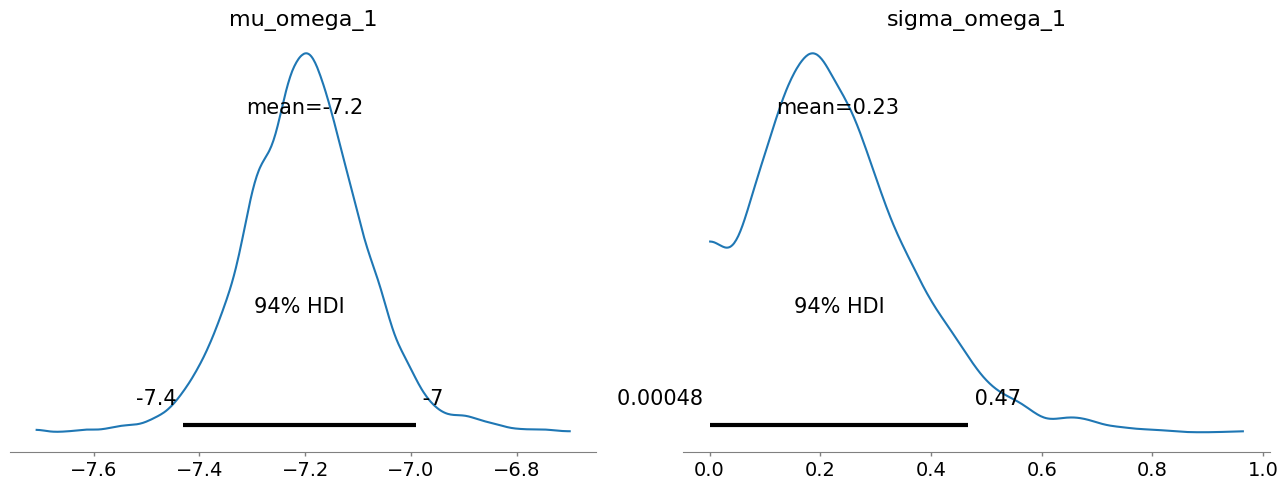 mu_omega_1
mean=-7.2
94% HDI
-7.4
-7
−7.6
−7.4
−7.2
−7.0
−6.8
sigma_omega_1
mean=0.23
94% HDI
0.00048
0.47
0.0
0.2
0.4
0.6
0.8
1.0